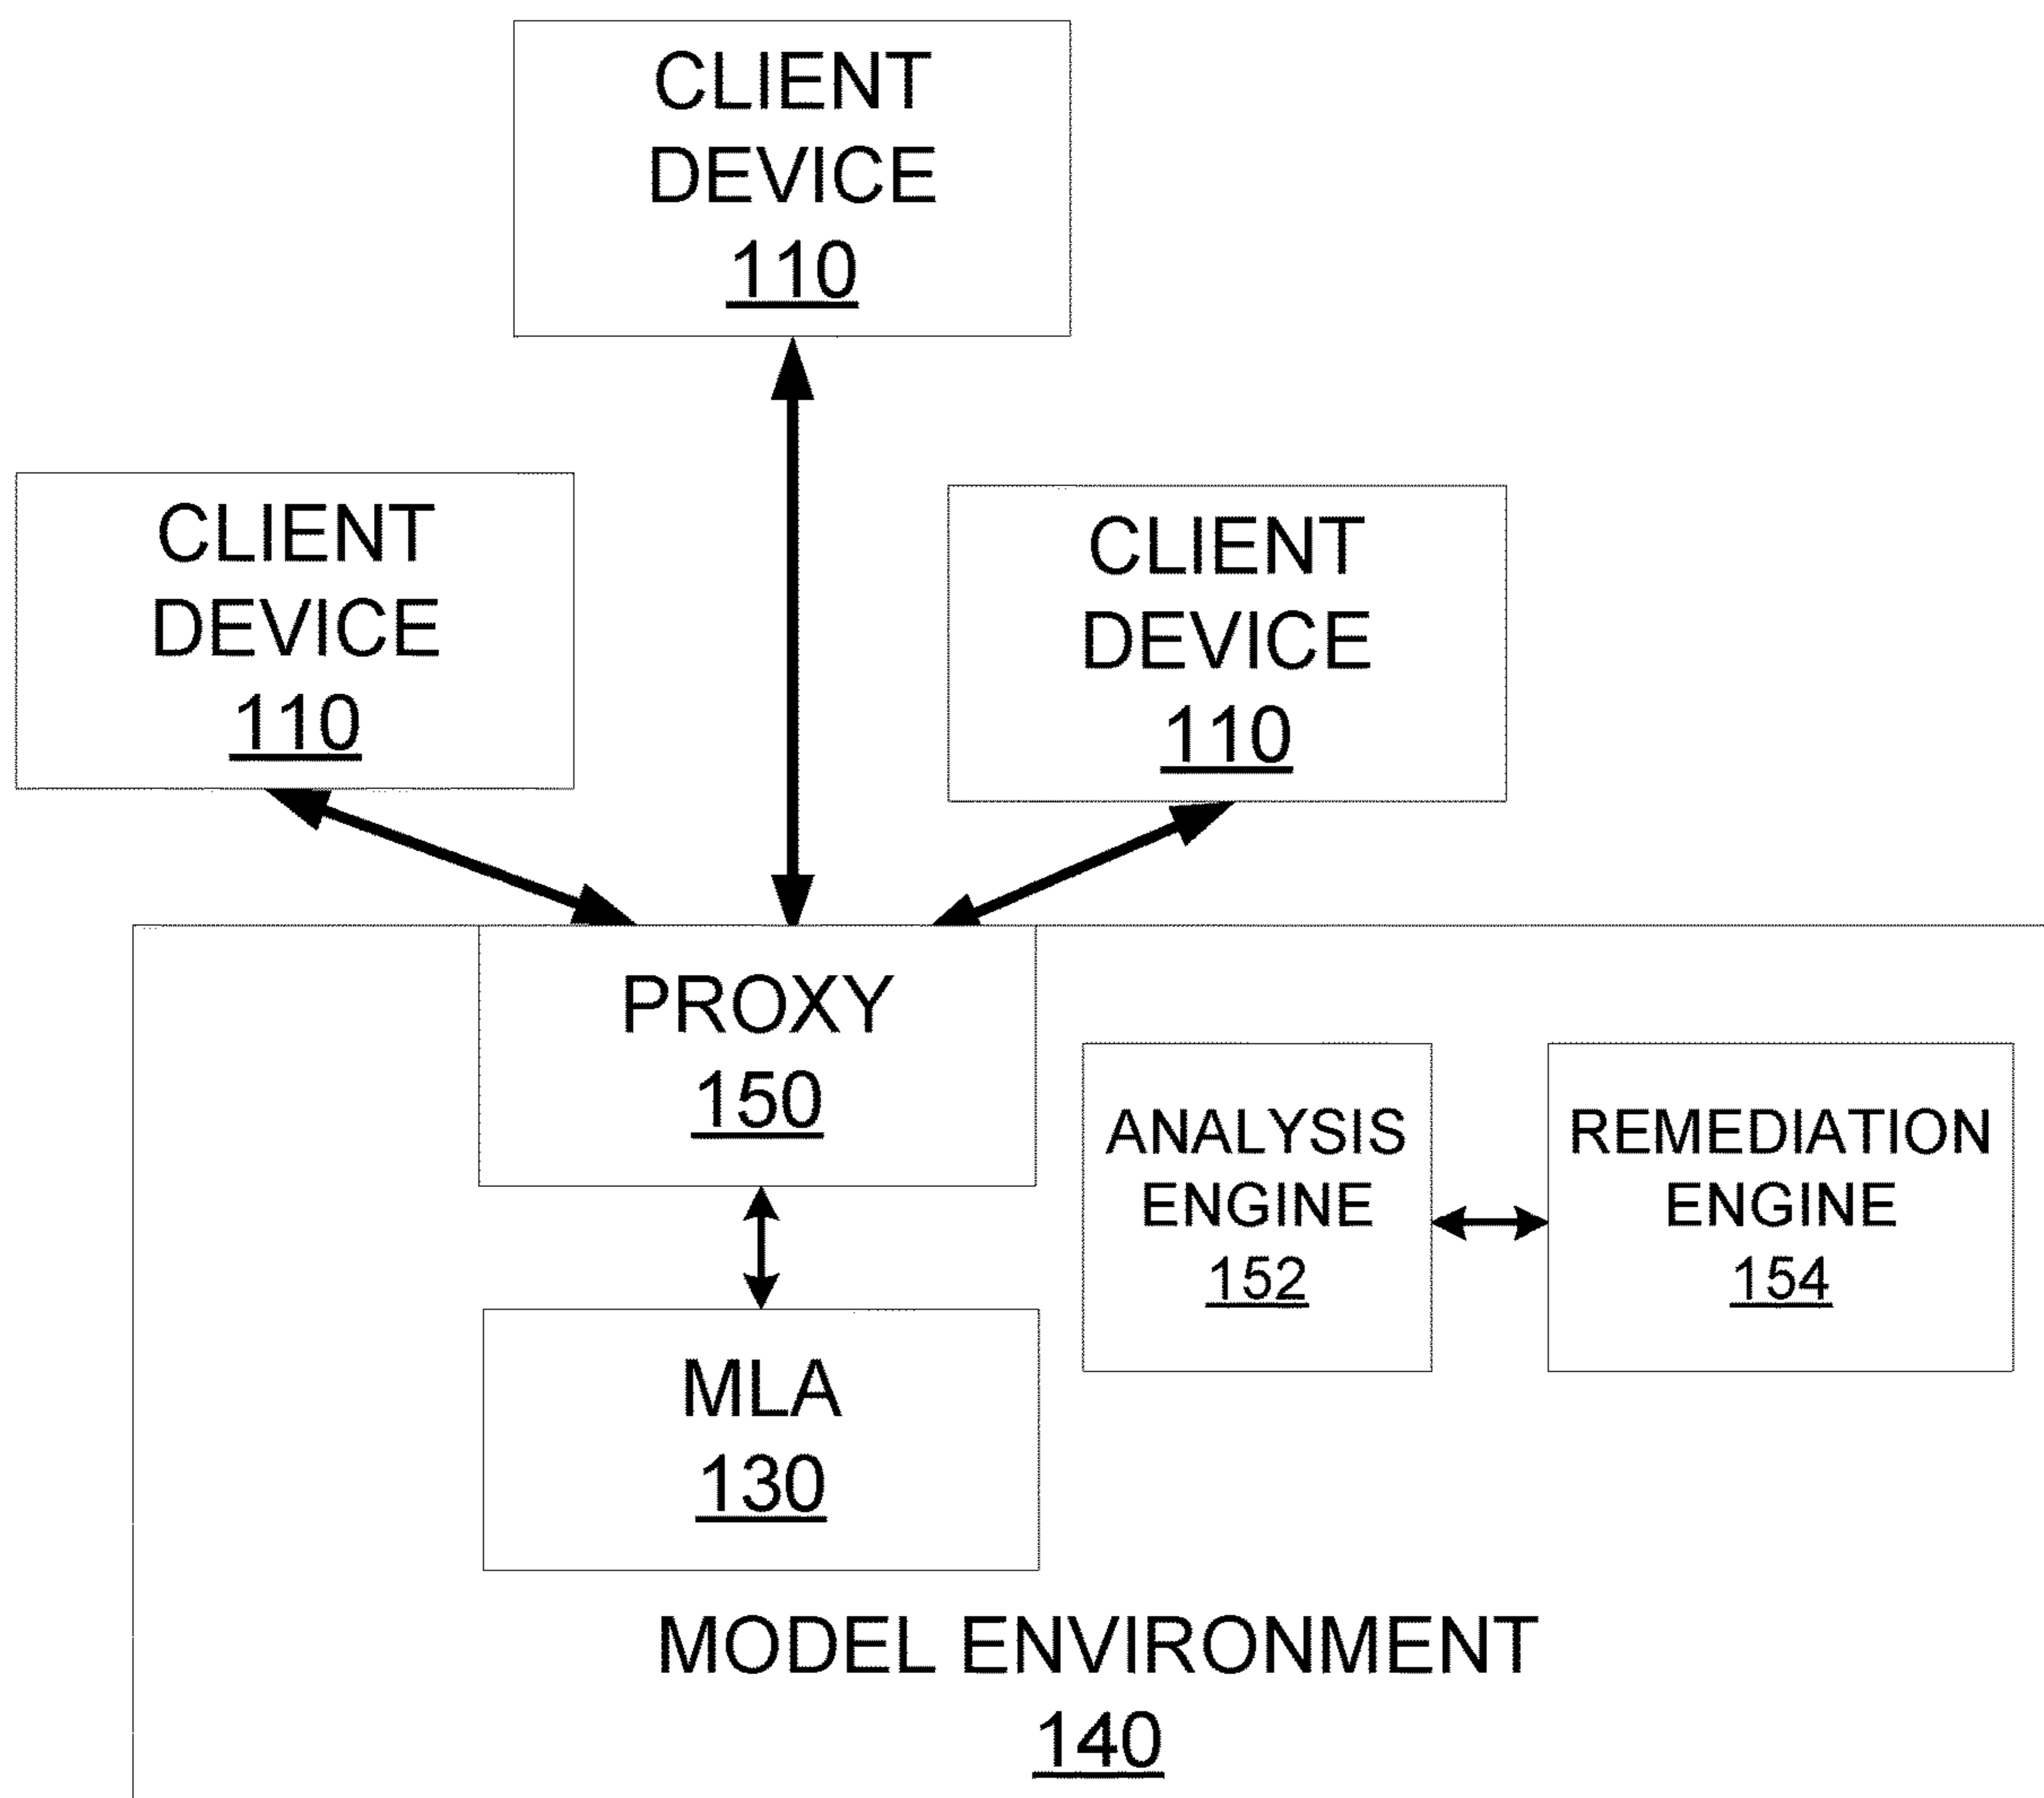 CLIENT
DEVICE
110
CLIENT
DEVICE
110
CLIENT
DEVICE
110
PROXY
150
ANALYSIS
ENGINE
152
REMEDIATION
ENGINE
154
MLA
130
MODEL ENVIRONMENT
140